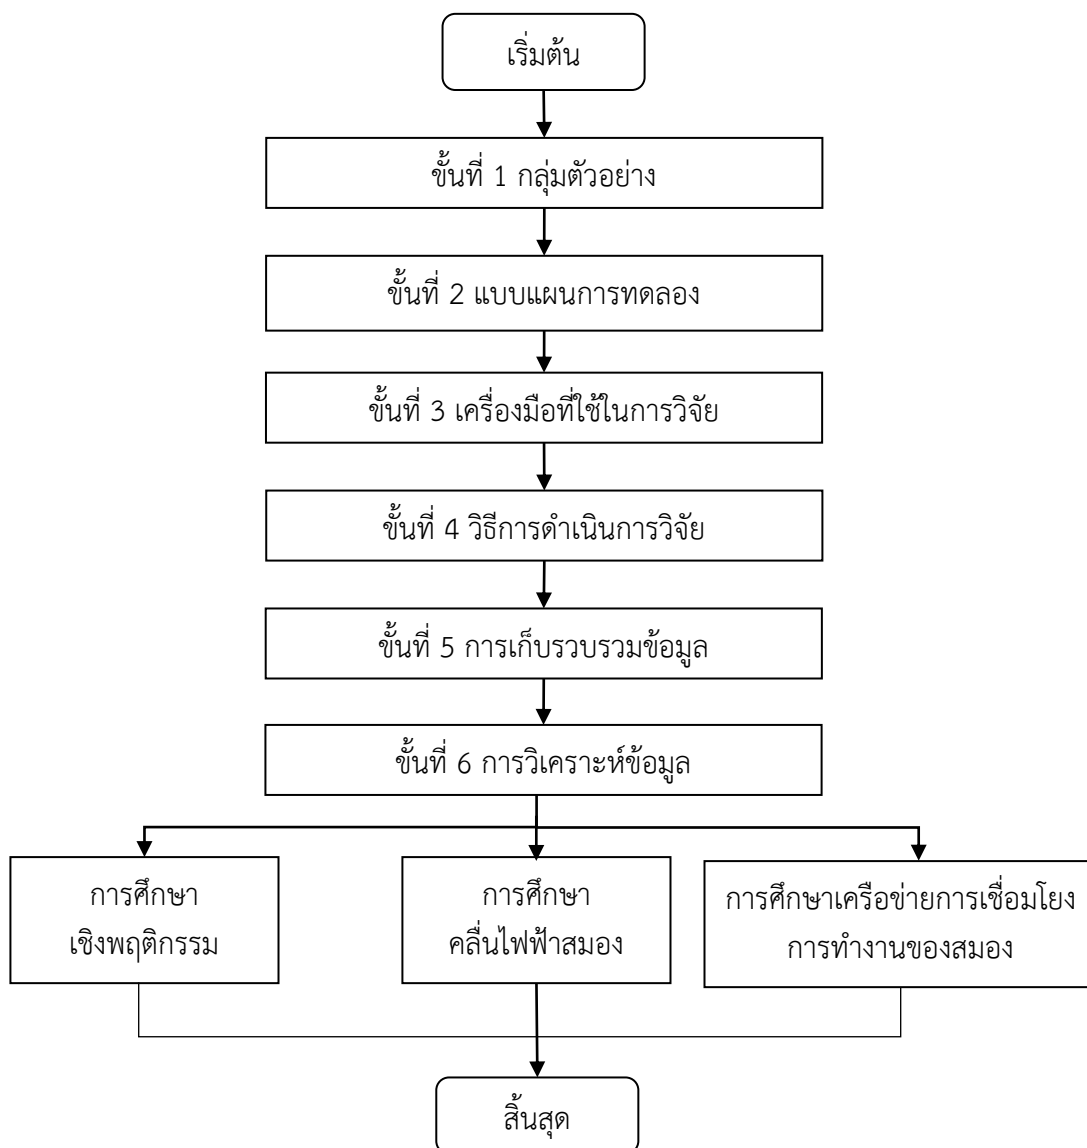 เริ่มต้น
ขั้นที่ 1 กลุ่มตัวอย่าง
ขั้นที่ 2 แบบแผนการทดลอง
ขั้นที่ 3 เครื่องมือที่ใช้ในการวิจัย
ขั้นที่ 4 วิธีการดำเนินการวิจัย
ขั้นที่ 5 การเก็บรวบรวมข้อมูล
ขั้นที่ 6 การวิเคราะห์ข้อมูล
การศึกษา
เชิงพฤติกรรม
การศึกษา
คลื่นไฟฟ้าสมอง
การศึกษาเครือข่ายการเชื่อมโยง
การทำงานของสมอง
สิ้นสุด